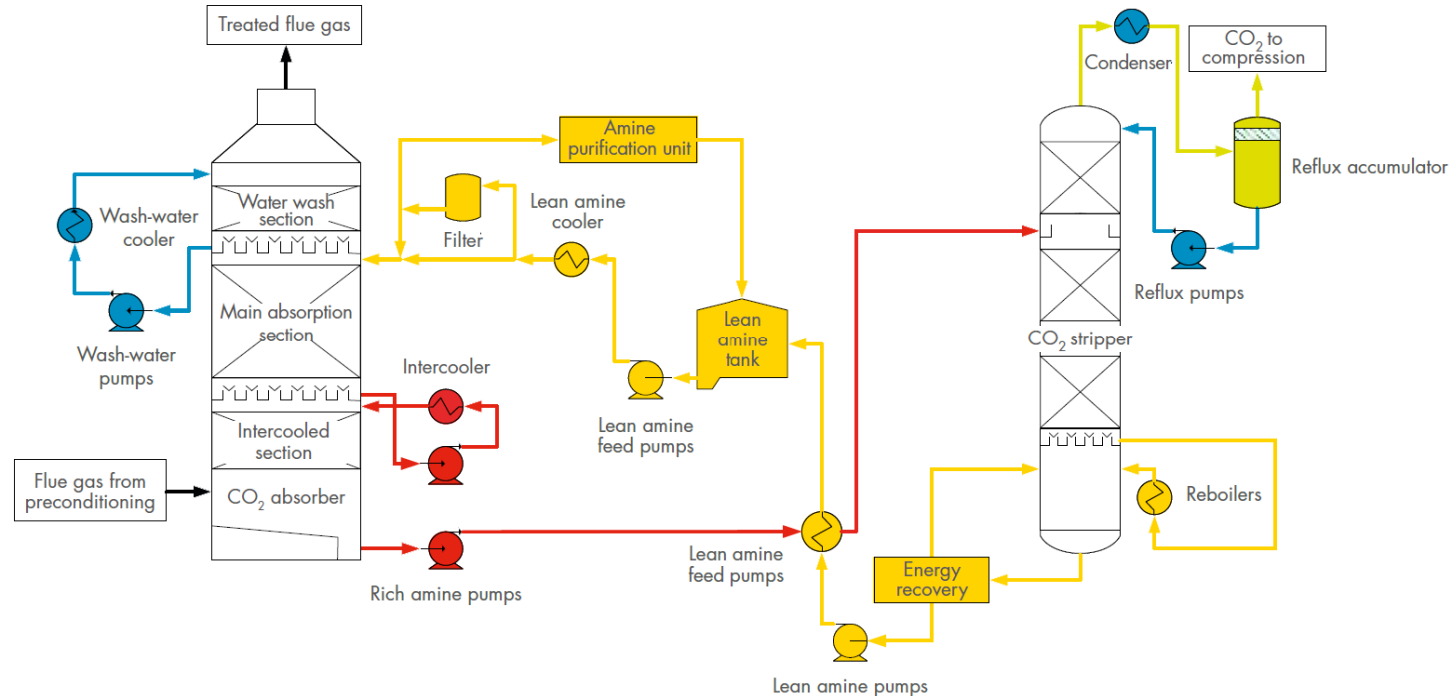 Treated flue gas
Water wash
section
Wash-water
cooler
Main absorption
section
Wash-water
pumps
Intercooled
section
Flue gas from
preconditioning
CO₂ absorber
Intercooler
Rich amine pumps
Amine
purification unit
Filter
Lean amine
cooler
Lean
amine
tank
Lean amine
feed pumps
Lean amine
feed pumps
Energy
recovery
Lean amine pumps
Condenser
CO₂ to
compression
Reflux accumulator
Reflux pumps
CO₂ stripper
Reboilers